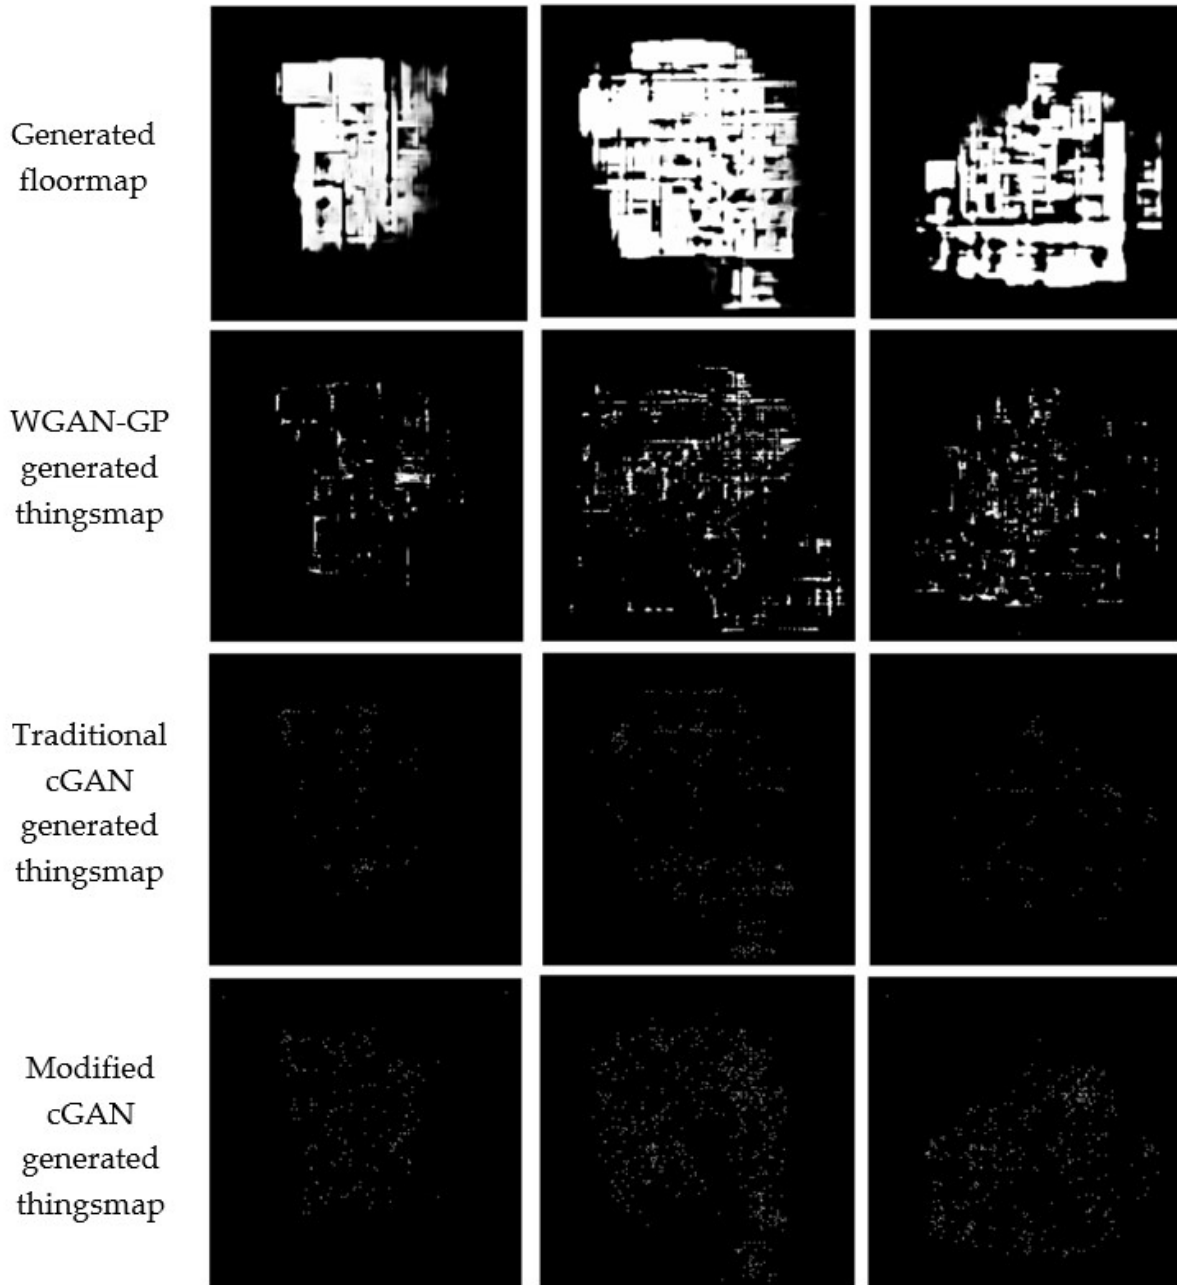 Generated
floormap
WGAN-GP
generated
thingsmap
Traditional
cGAN
generated
thingsmap
Modified
cGAN
generated
thingsmap